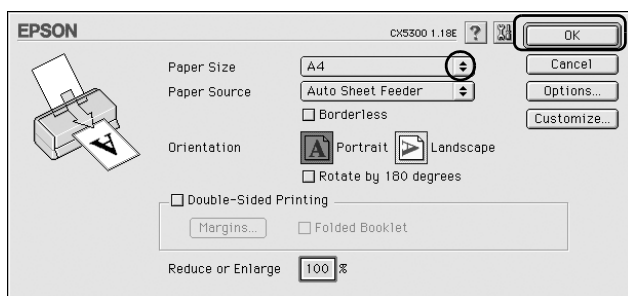 EPSON CX5300 1.18E ? OK
Paper Size A4 Cancel
Paper Source Auto Sheet Feeder Options...
Borderless Customize...
Orientation A Portrait A Landscape
Rotate by 180 degrees
Double-Sided Printing
Margins... Folded Booklet
Reduce or Enlarge 100 %
A